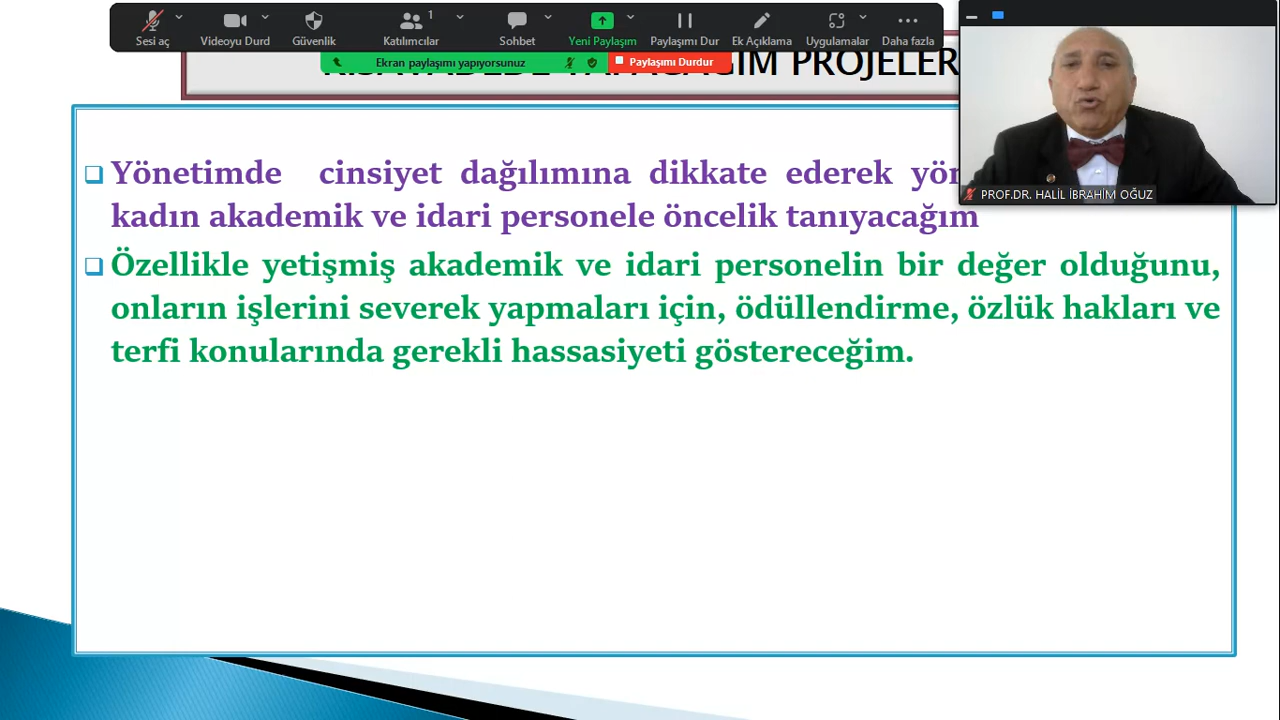 1
Sesi aç
Videoyu Durd
Güvenlik
Katılımcılar
Sohbet
Yeni Paylaşım
Paylaşımı Dur
Ek Açıklama
Uygulamalar
Daha fazla
Ekran paylaşımı yapıyorsunuz
Paylaşımı Durdur
PROJELER
PROF.DR. HALİL İBRAHİM OĞUZ
Yönetimde cinsiyet dağılımına dikkate ederek
kadın akademik ve idari personele öncelik tanıyacağım
Özellikle yetişmiş akademik ve idari personelin bir değer olduğunu,
onların işlerini severek yapmaları için, ödüllendirme, özlük hakları ve
terfi konularında gerekli hassasiyeti göstereceğim.